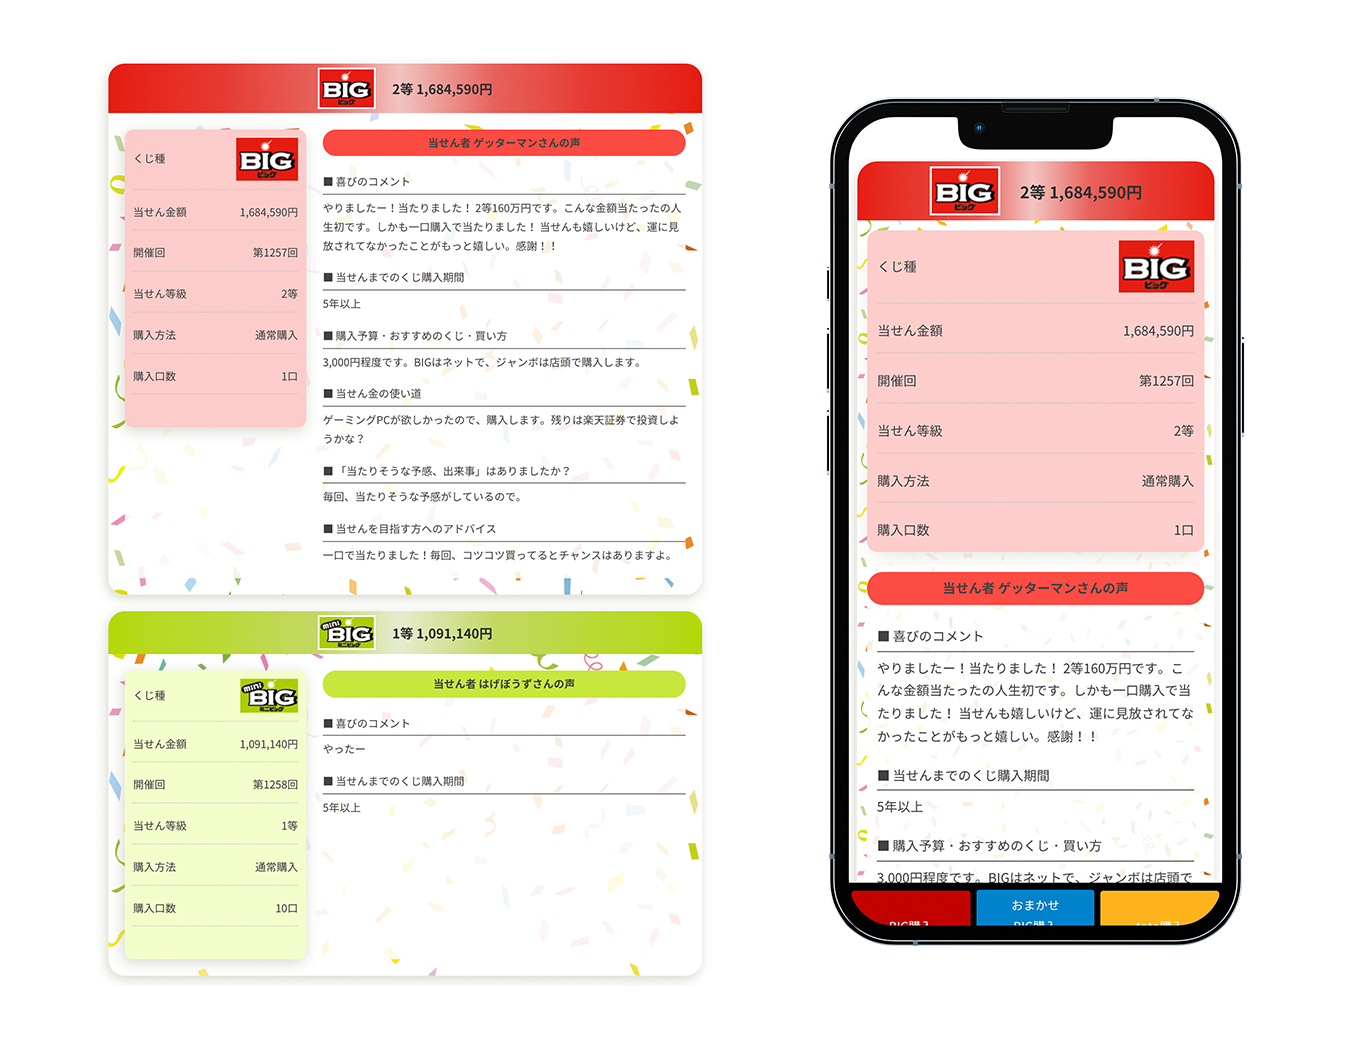 BIG
ビッグ
2等 1,684,590円
くじ種
BIG
ビッグ
当せん金額 1,684,590円
開催回 第1257回
当せん等級 2等
購入方法 通常購入
購入口数 1口
当せん者 ゲッターマンさんの声
■ 喜びのコメント
やりましたー！当たりました！ 2等160万円です。こんな金額当たったの人
生初です。しかも一口購入で当たりました！ 当せんも嬉しいけど、運に見
放されてなかったことがもっと嬉しい。感謝！！
■ 当せんまでのくじ購入期間
5年以上
■ 購入予算・おすすめのくじ・買い方
3,000円程度です。BIGはネットで、ジャンボは店頭で購入します。
■ 当せん金の使い道
ゲーミングPCが欲しかったので、購入します。残りは楽天証券で投資しよ
うかな？
■ 「当たりそうな予感、出来事」はありましたか？
毎回、当たりそうな予感がしているので。
■ 当せんを目指す方へのアドバイス
一口で当たりました！毎回、コツコツ買ってるとチャンスはありますよ。
mini
BIG
ミニビッグ
1等 1,091,140円
くじ種
mini
BIG
ミニビッグ
当せん金額 1,091,140円
開催回 第1258回
当せん等級 1等
購入方法 通常購入
購入口数 10口
当せん者 はげぼうずさんの声
■ 喜びのコメント
やったー
■ 当せんまでのくじ購入期間
5年以上
BIG
ビッグ
2等 1,684,590円
くじ種
BIG
ビッグ
当せん金額 1,684,590円
開催回 第1257回
当せん等級 2等
購入方法 通常購入
購入口数 1口
当せん者 ゲッターマンさんの声
■ 喜びのコメント
やりましたー！当たりました！ 2等160万円です。こ
んな金額当たったの人生初です。しかも一口購入で当
たりました！ 当せんも嬉しいけど、運に見放されてな
かったことがもっと嬉しい。感謝！！
■ 当せんまでのくじ購入期間
5年以上
■ 購入予算・おすすめのくじ・買い方
3,000円程度です。BIGはネットで、ジャンボは店頭で
おまかせ
BIG購入
BIG購入